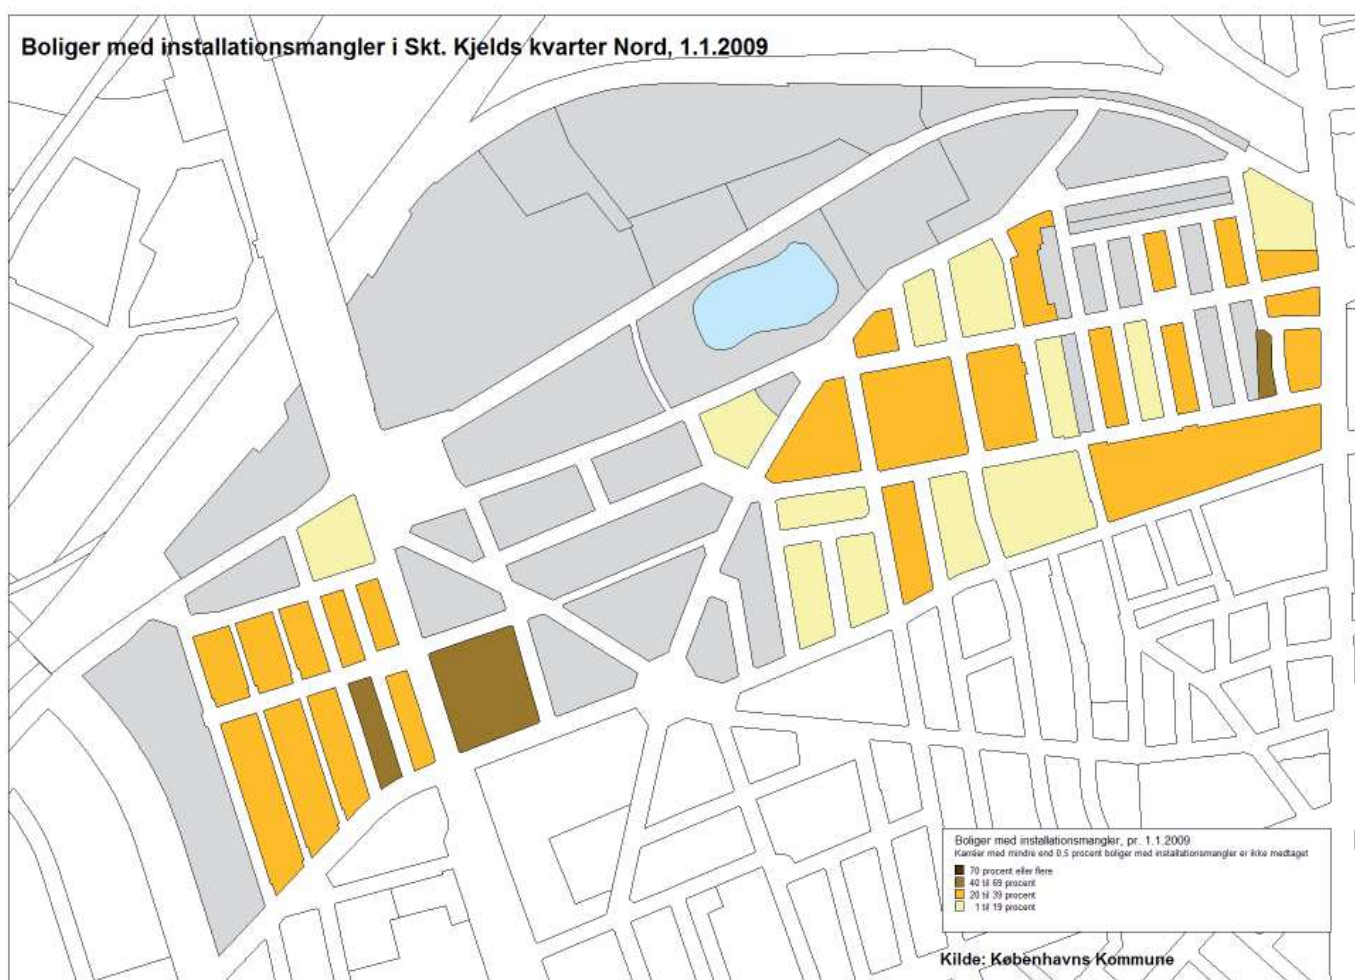 Boliger med installationsmangler i Skt. Kjelds kvarter Nord, 1.1.2009
Boliger med installationsmangler, pr. 1.1.2009
Karréer med mindre end 0,5 procent boliger med installationsmangler er ikke medtaget
70 procent eller flere
40 til 69 procent
20 til 39 procent
1 til 19 procent
Kilde: Københavns Kommune